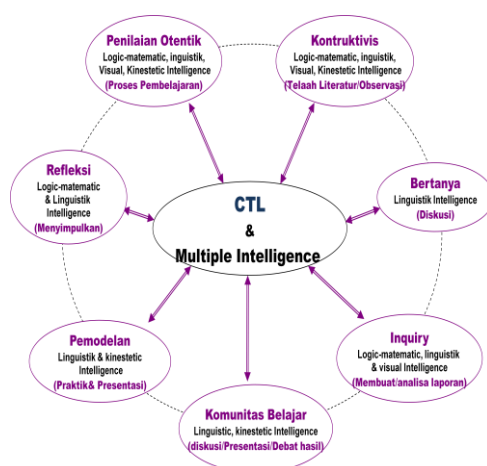 Penilaian Otentik
Logic-matematic, inguistik,
Visual, Kinestetic Intelligence
(Proses Pembelajaran)
Kontruktivis
Logic-matematic, inguistik,
Visual, Kinestetic Intelligence
(Telaah Literatur/Observasi)
Refleksi
Logic-matematic
& Linguistik
Intelligence
(Menyimpulkan)
CTL
&
Multiple Intelligence
Bertanya
Linguistik Intelligence
(Diskusi)
Pemodelan
Linguistik & kinestetic
Intelligence
(Praktik& Presentasi)
Inquiry
Logic-matematic, linguistik
& visual Intelligence
(Membuat/analisa laporan)
Komunitas Belajar
Linguistic, kinestetic Intelligence
(diskusi/Presentasi/Debat hasil)